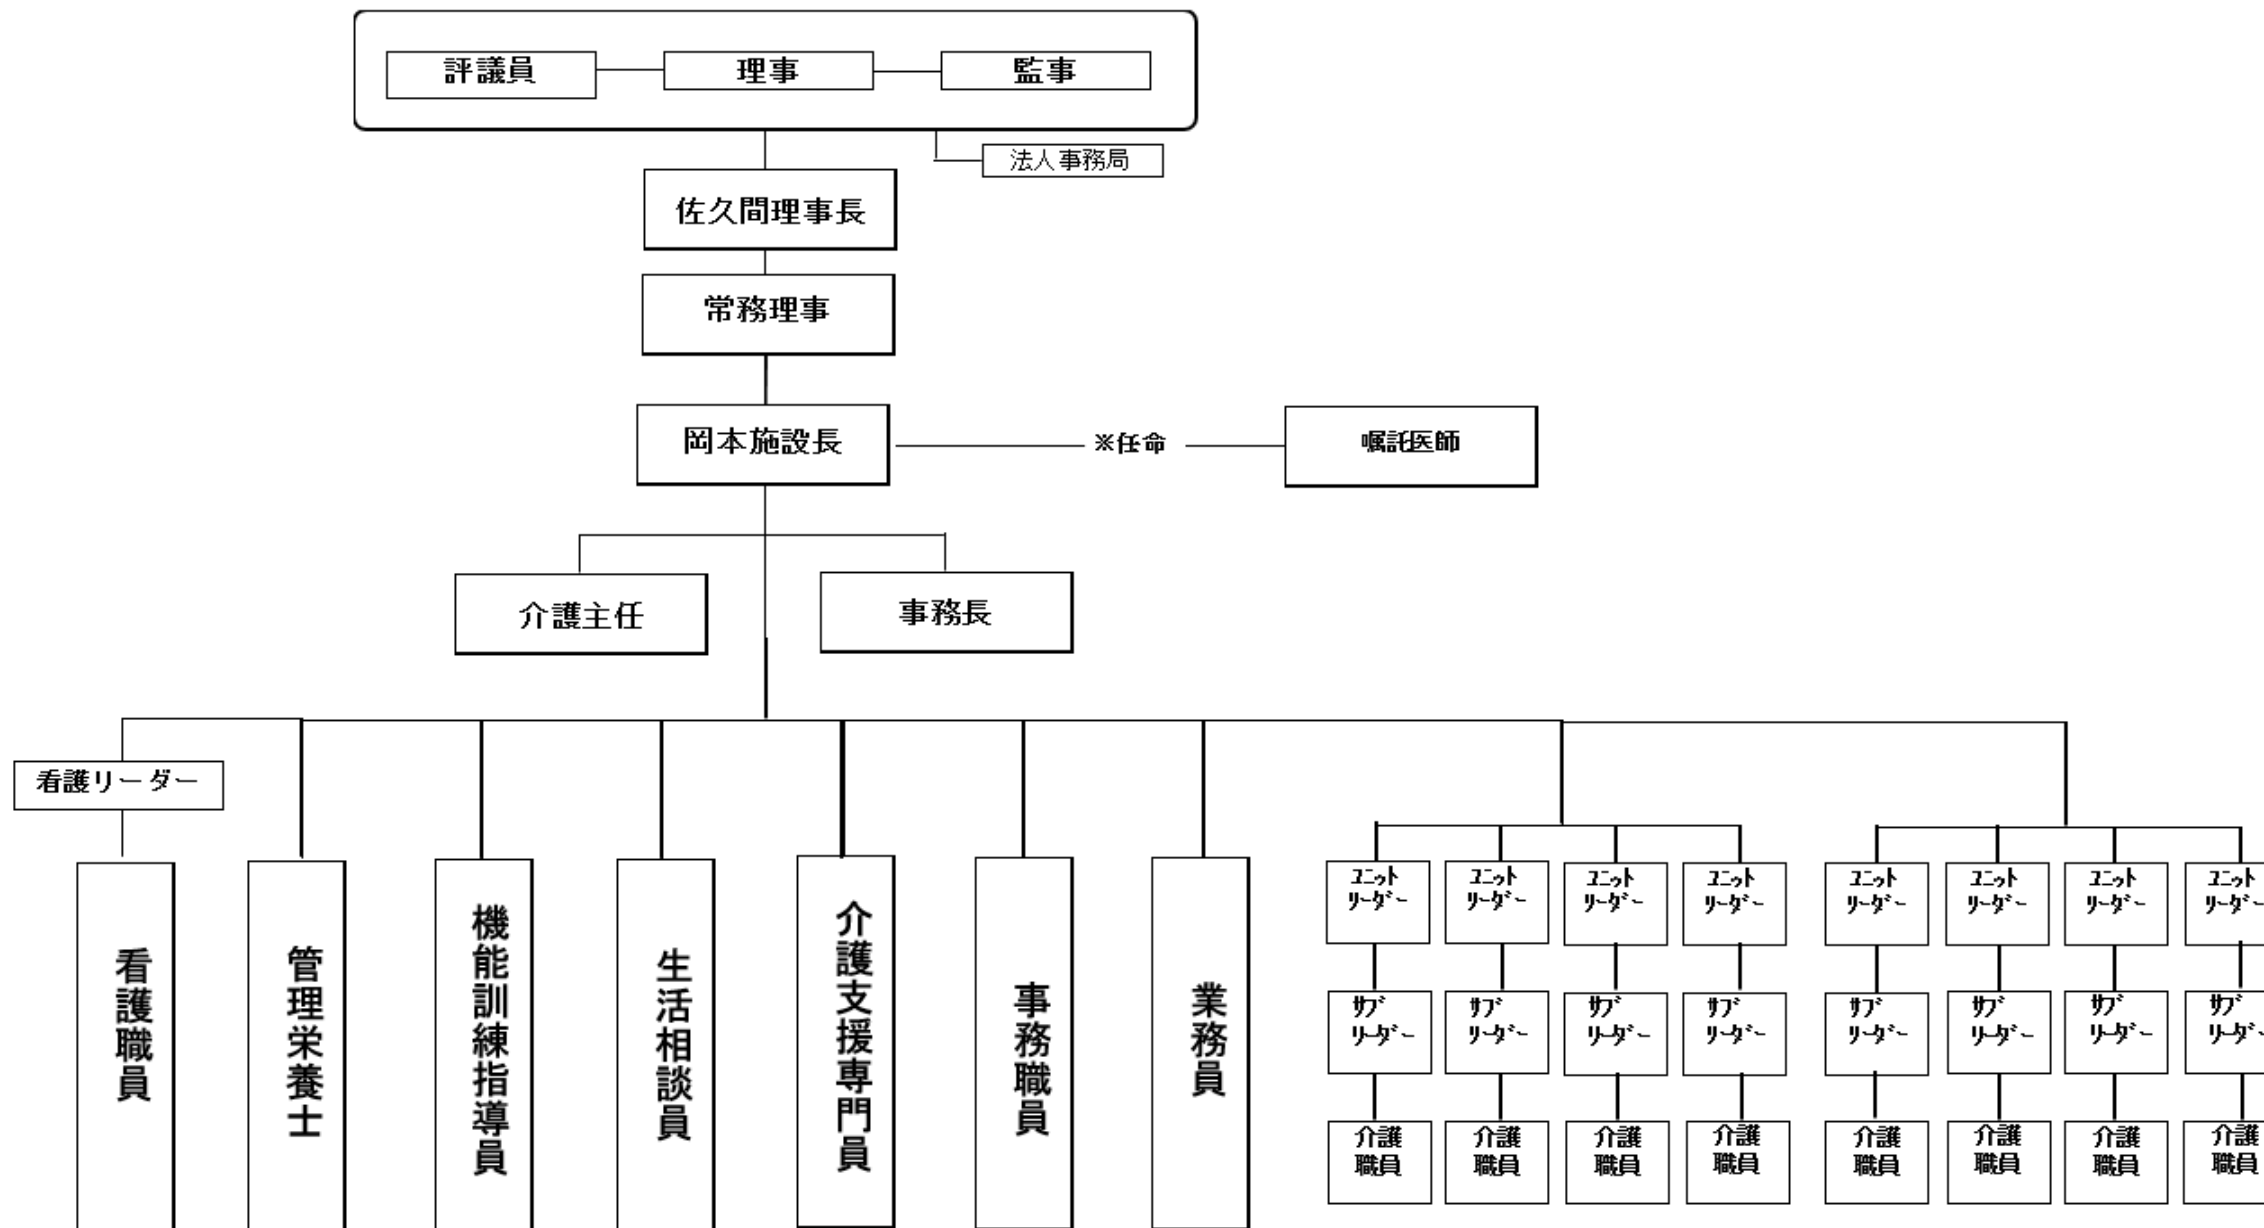 評議員
理事
監事
法人事務局
佐久間理事長
常務理事
岡本施設長
※任命
嘱託医師
介護主任
事務長
看護リーダー
看護職員
管理栄養士
機能訓練指導員
生活相談員
介護支援専門員
事務職員
業務員
ﾕﾆｯﾄ
ﾘｰﾀﾞｰ
ﾕﾆｯﾄ
ﾘｰﾀﾞｰ
ﾕﾆｯﾄ
ﾘｰﾀﾞｰ
ﾕﾆｯﾄ
ﾘｰﾀﾞｰ
ﾕﾆｯﾄ
ﾘｰﾀﾞｰ
ﾕﾆｯﾄ
ﾘｰﾀﾞｰ
ﾕﾆｯﾄ
ﾘｰﾀﾞｰ
ﾕﾆｯﾄ
ﾘｰﾀﾞｰ
ｻﾌﾞ
ﾘｰﾀﾞｰ
ｻﾌﾞ
ﾘｰﾀﾞｰ
ｻﾌﾞ
ﾘｰﾀﾞｰ
ｻﾌﾞ
ﾘｰﾀﾞｰ
ｻﾌﾞ
ﾘｰﾀﾞｰ
ｻﾌﾞ
ﾘｰﾀﾞｰ
ｻﾌﾞ
ﾘｰﾀﾞｰ
ｻﾌﾞ
ﾘｰﾀﾞｰ
介護
職員
介護
職員
介護
職員
介護
職員
介護
職員
介護
職員
介護
職員
介護
職員